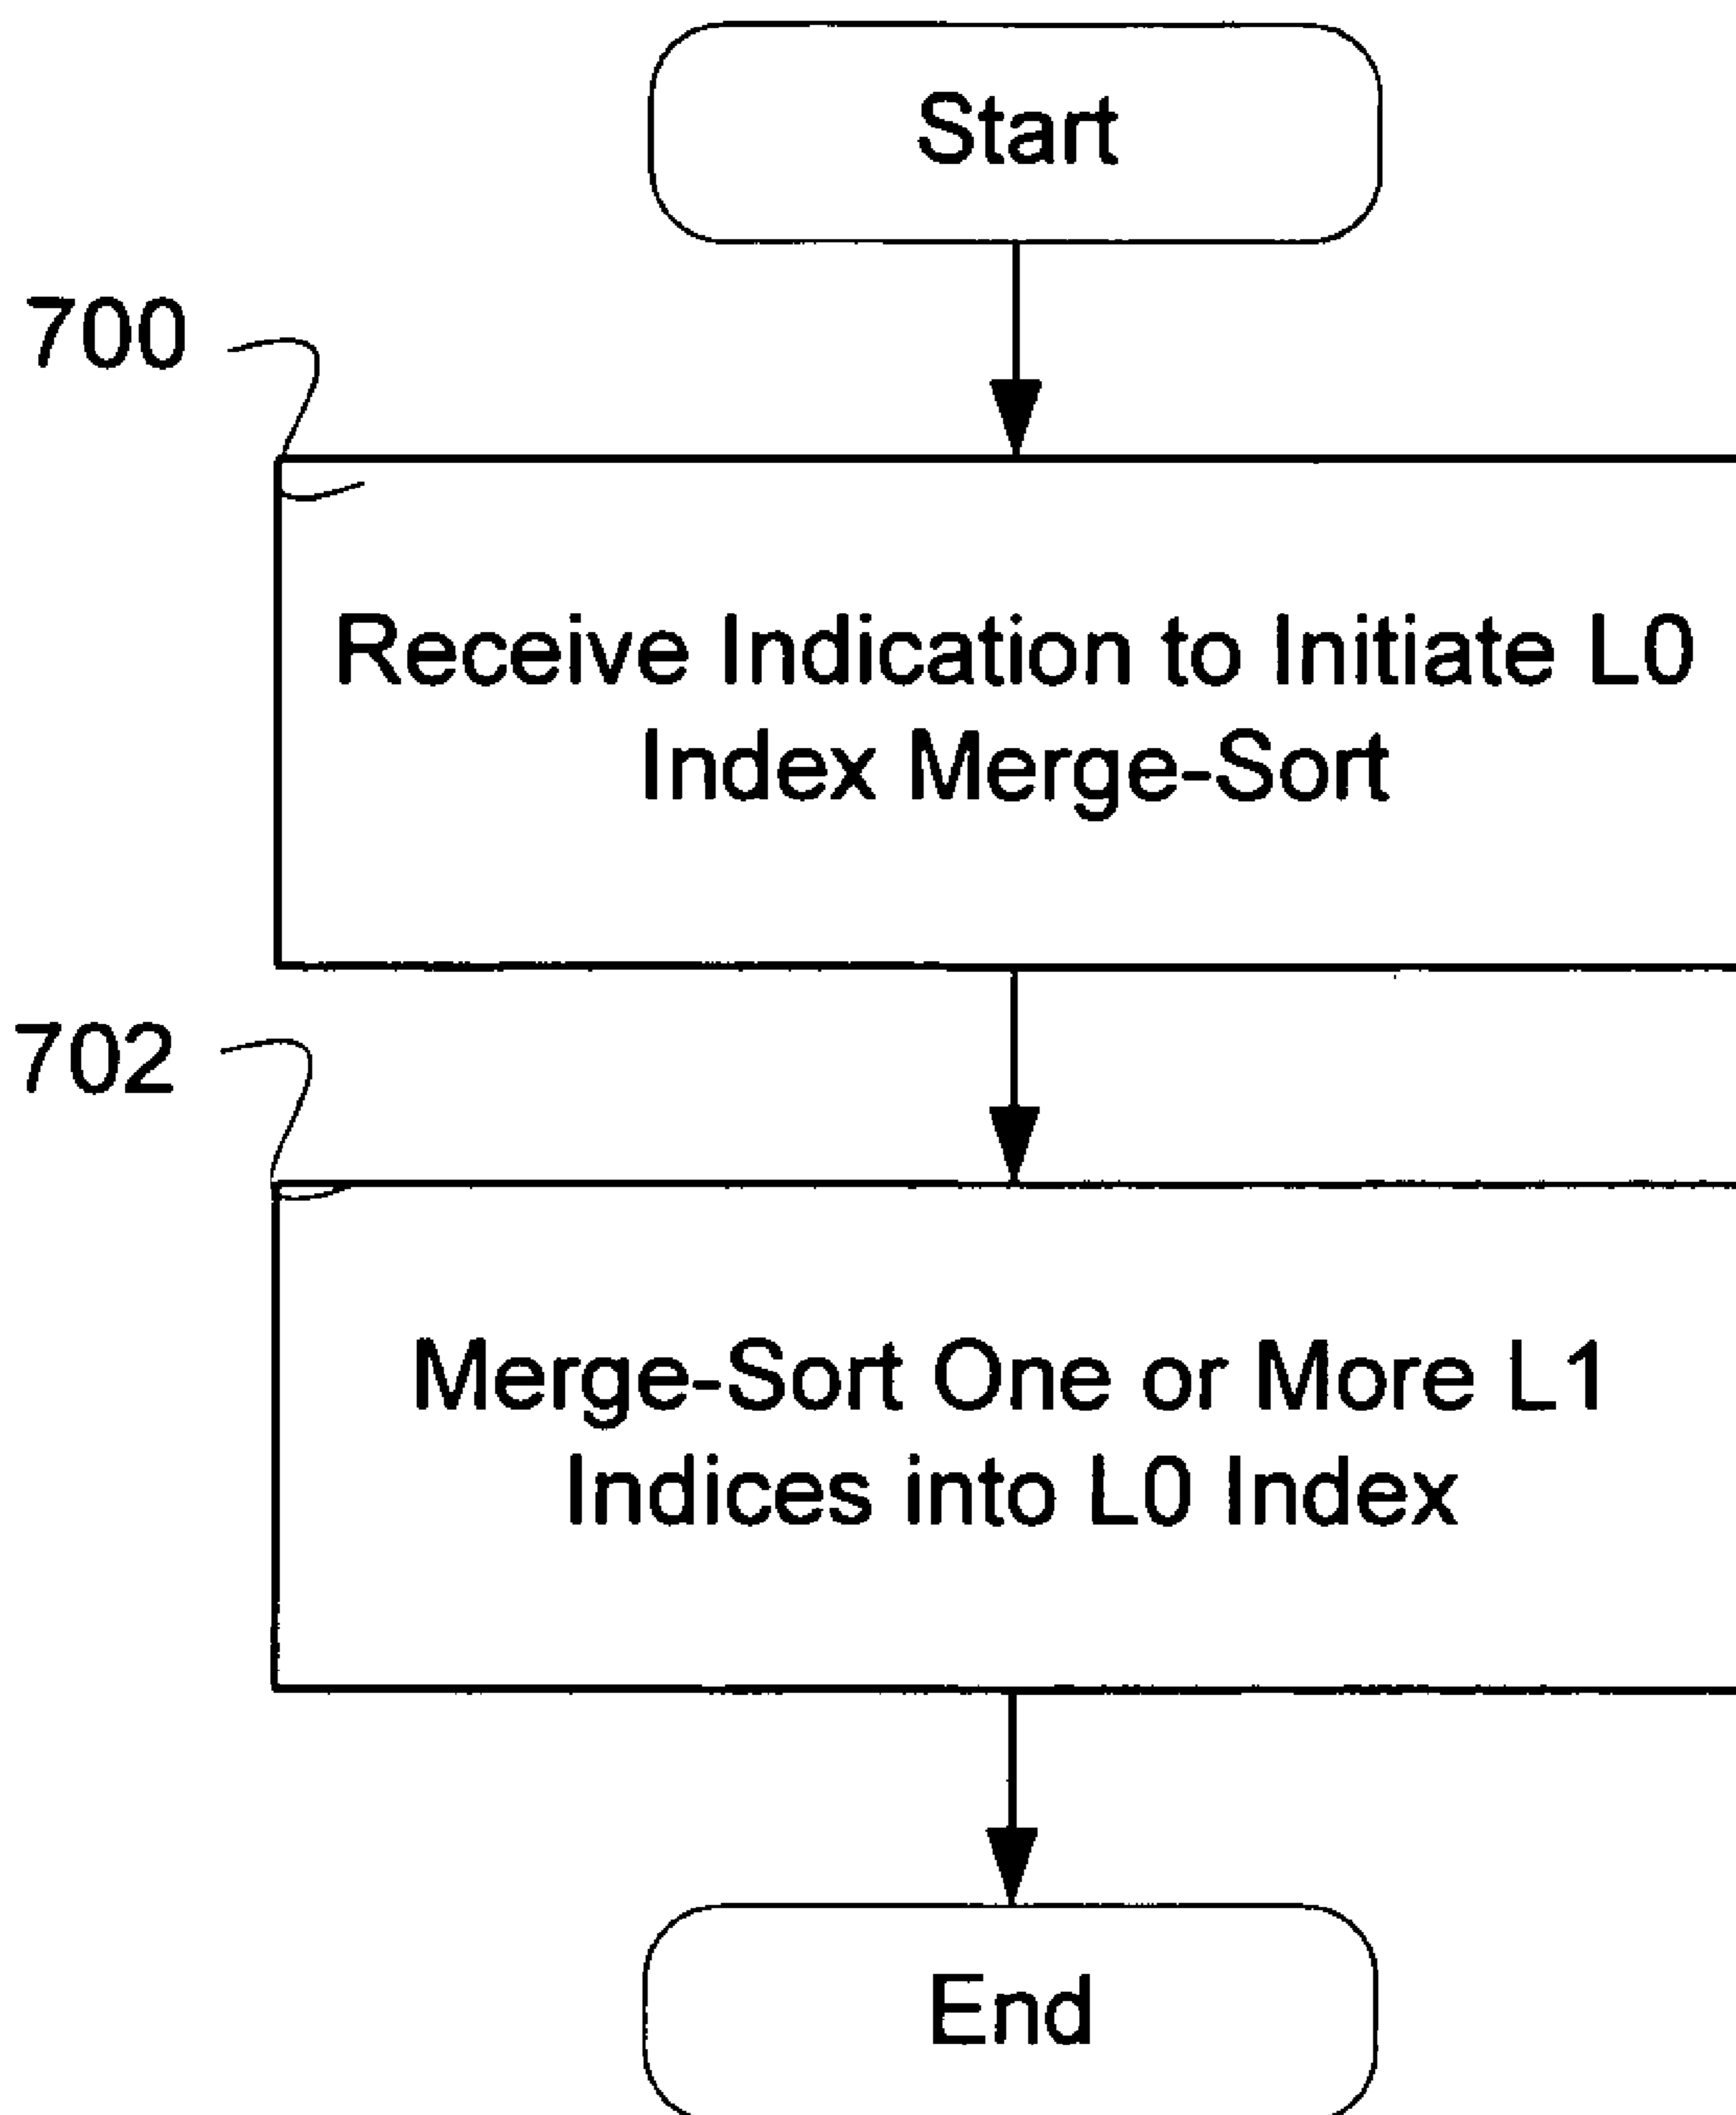 Start
700
Receive Indication to Initiate L0
Index Merge-Sort
702
Merge-Sort One or More L1
Indices into L0 Index
End